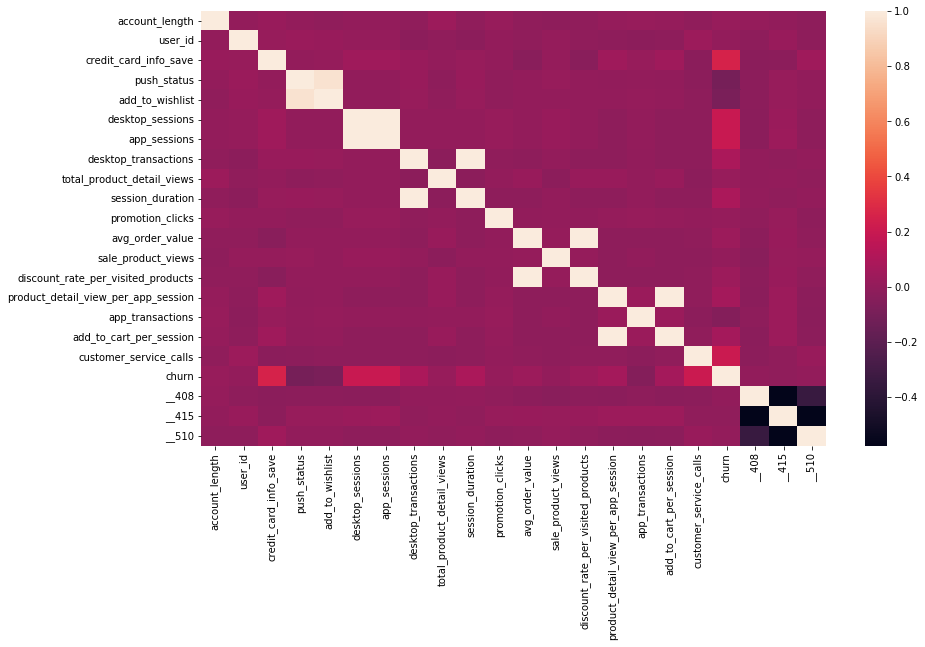 account_length
user_id
credit_card_info_save
push_status
add_to_wishlist
desktop_sessions
app_sessions
desktop_transactions
total_product_detail_views
session_duration
promotion_clicks
avg_order_value
sale_product_views
discount_rate_per_visited_products
product_detail_view_per_app_session
app_transactions
add_to_cart_per_session
customer_service_calls
churn
__408
__415
__510
account_length
user_id
credit_card_info_save
push_status
add_to_wishlist
desktop_sessions
app_sessions
desktop_transactions
total_product_detail_views
session_duration
promotion_clicks
avg_order_value
sale_product_views
discount_rate_per_visited_products
product_detail_view_per_app_session
app_transactions
add_to_cart_per_session
customer_service_calls
churn
__408
__415
__510
1.0
0.8
0.6
0.4
0.2
0.0
−0.2
−0.4